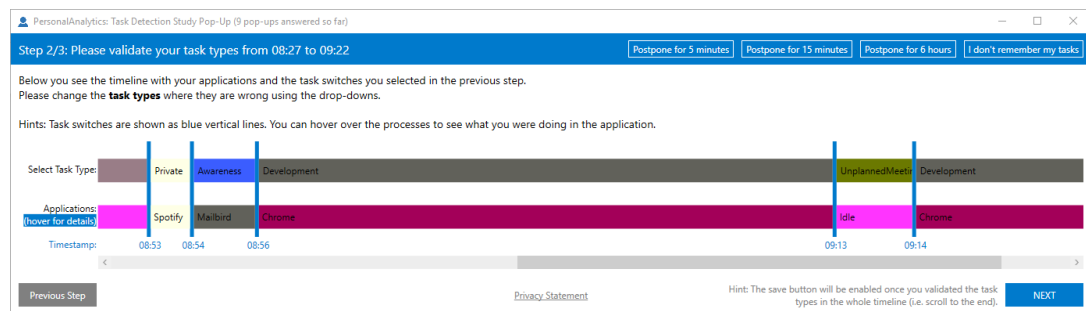 PersonalAnalytics: Task Detection Study Pop-Up (9 pop-ups answered so far)
Step 2/3: Please validate your task types from 08:27 to 09:22
Postpone for 5 minutes
Postpone for 15 minutes
Postpone for 6 hours
I don't remember my tasks
Below you see the timeline with your applications and the task switches you selected in the previous step.
Please change the task types where they are wrong using the drop-downs.
Hints: Task switches are shown as blue vertical lines. You can hover over the processes to see what you were doing in the application.
Select Task Type:
Private
Awareness
Development
UnplannedMeetin
Development
Applications:
(hover for details)
Spotify
Mailbird
Chrome
Idle
Chrome
Timestamp:
08:53
08:54
08:56
09:13
09:14
Previous Step
Privacy Statement
Hint: The save button will be enabled once you validated the task
types in the whole timeline (i.e. scroll to the end).
NEXT